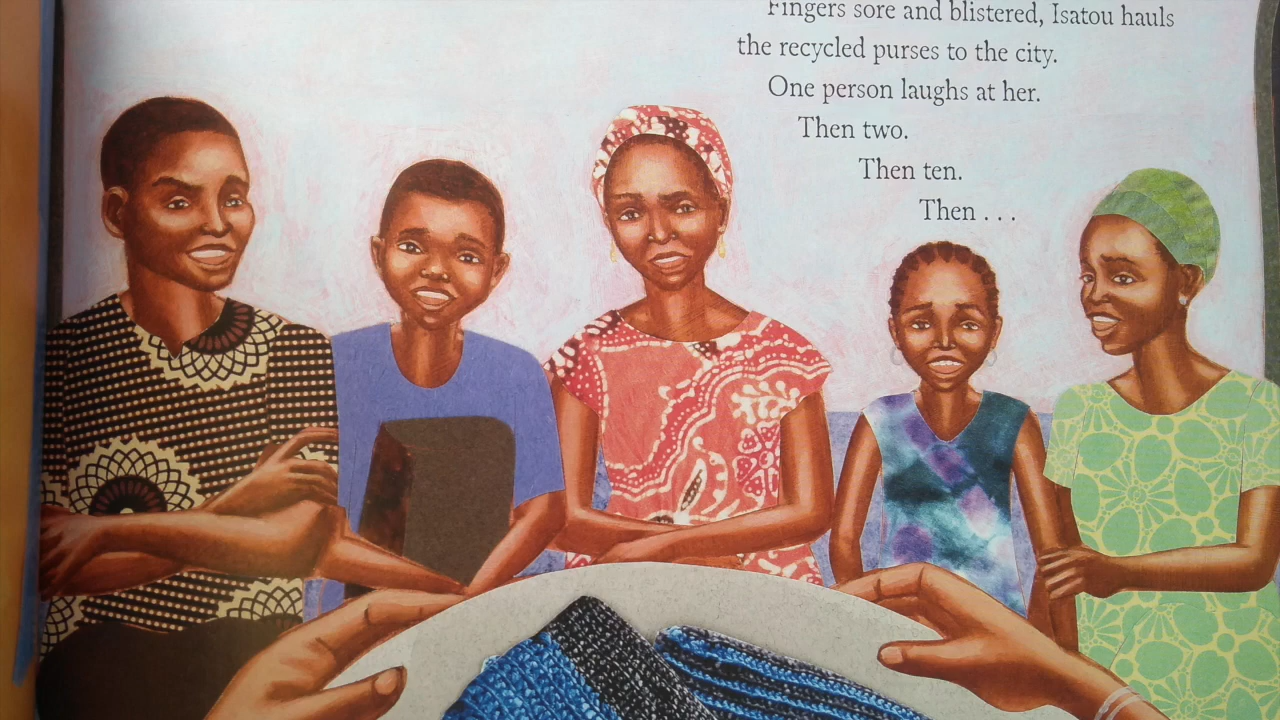 Fingers sore and blistered, Isatou hauls
the recycled purses to the city.
One person laughs at her.
Then two.
Then ten.
Then . . .